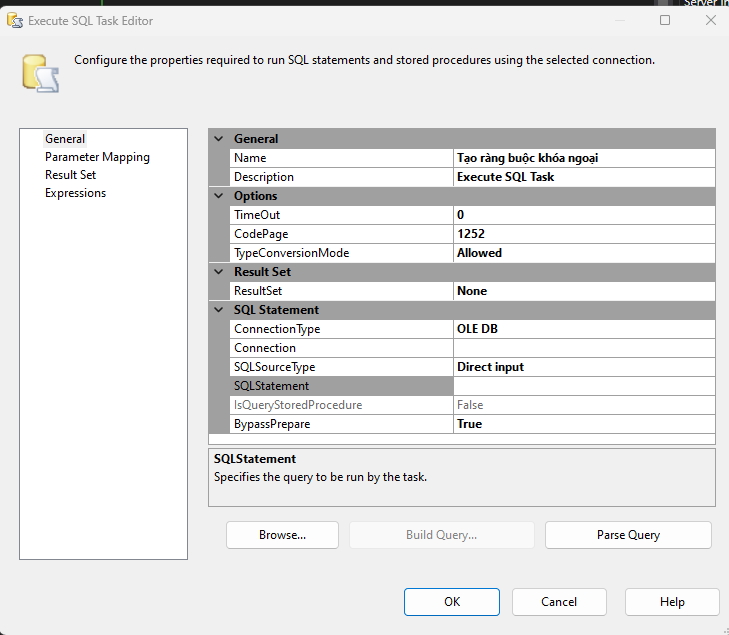 Server In
Execute SQL Task Editor
Configure the properties required to run SQL statements and stored procedures using the selected connection.
General
Parameter Mapping
Result Set
Expressions
General
Name Tạo ràng buộc khóa ngoại
Description Execute SQL Task
Options
TimeOut 0
CodePage 1252
TypeConversionMode Allowed
Result Set
ResultSet None
SQL Statement
ConnectionType OLE DB
Connection
SQLSourceType Direct input
SQLStatement
IsQueryStoredProcedure False
BypassPrepare True
SQLStatement
Specifies the query to be run by the task.
Browse... Build Query... Parse Query
OK Cancel Help